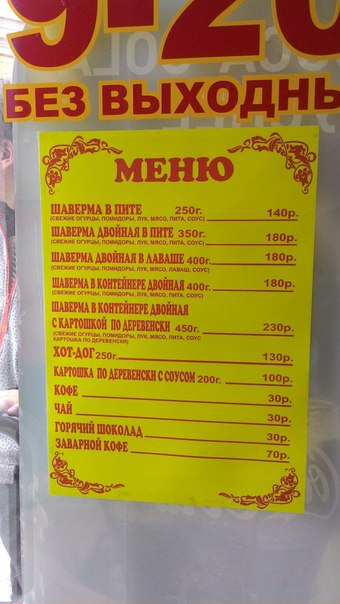 9-20
БЕЗ ВЫХОДНЫ
МЕНЮ
ШАВЕРМА В ПИТЕ 250г. 140р.
(СВЕЖИЕ ОГУРЦЫ, ПОМИДОРЫ, ЛУК, МЯСО, ПИТА, СОУС)
ШАВЕРМА ДВОЙНАЯ В ПИТЕ 350г. 180р.
(СВЕЖИЕ ОГУРЦЫ, ПОМИДОРЫ, ЛУК, МЯСО, ПИТА, СОУС)
ШАВЕРМА ДВОЙНАЯ В ЛАВАШЕ 400г. 180р.
(СВЕЖИЕ ОГУРЦЫ, ПОМИДОРЫ, ЛУК, МЯСО, ЛАВАШ, СОУС)
ШАВЕРМА В КОНТЕЙНЕРЕ ДВОЙНАЯ 400г. 180р.
(СВЕЖИЕ ОГУРЦЫ, ПОМИДОРЫ, ЛУК, МЯСО, ПИТА, СОУС)
ШАВЕРМА В КОНТЕЙНЕРЕ ДВОЙНАЯ
С КАРТОШКОЙ ПО ДЕРЕВЕНСКИ 450г. 230р.
(СВЕЖИЕ ОГУРЦЫ, ПОМИДОРЫ, ЛУК, МЯСО, ПИТА, СОУС
КАРТОШКА ПО ДЕРЕВЕНСКИ)
ХОТ-ДОГ 250г. 130р.
КАРТОШКА ПО ДЕРЕВЕНСКИ С СОУСОМ 200г. 100р.
КОФЕ 30р.
ЧАЙ 30р.
ГОРЯЧИЙ ШОКОЛАД 30р.
ЗАВАРНОЙ КОФЕ 70р.